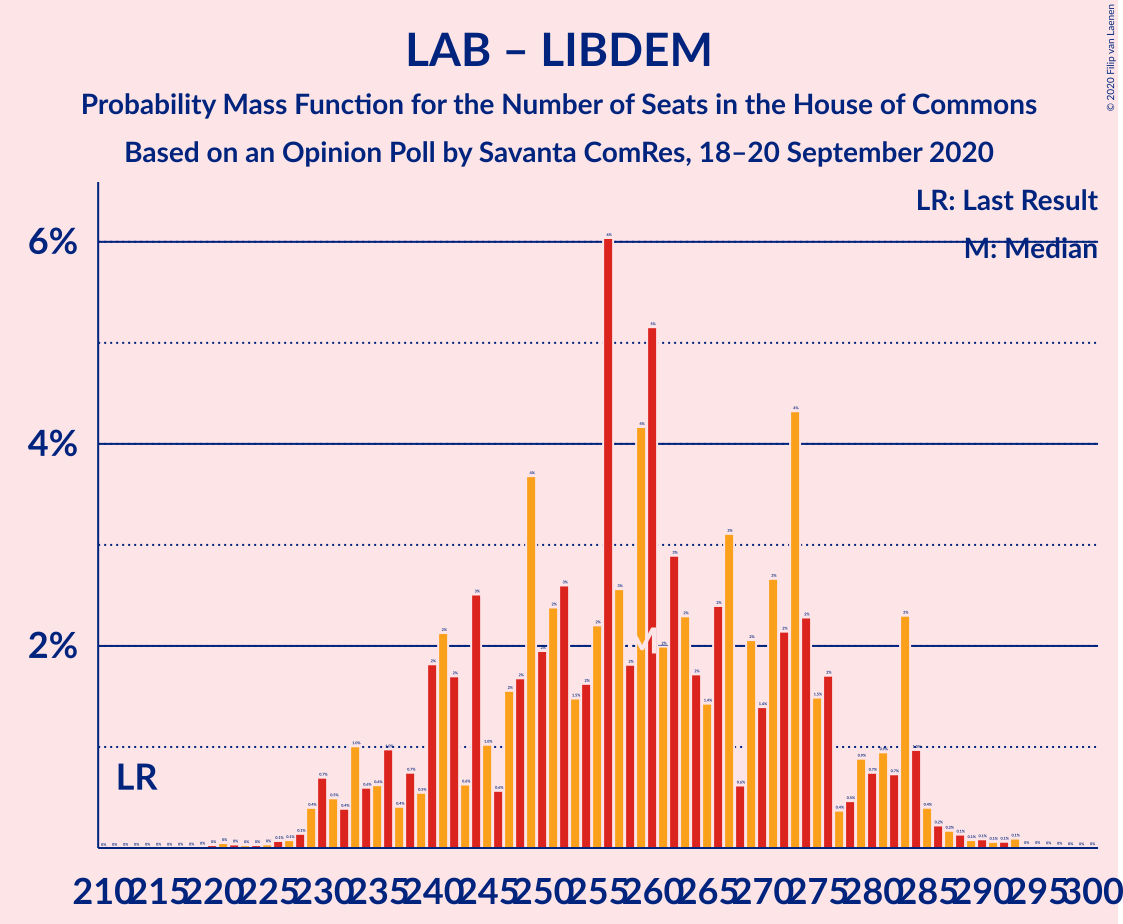 LAB – LIBDEM
Probability Mass Function for the Number of Seats in the House of Commons
Based on an Opinion Poll by Savanta ComRes, 18–20 September 2020
© 2020 Filip van Laenen
LR: Last Result
M: Median
6%
4%
2%
LR
M
210 215 220 225 230 235 240 245 250 255 260 265 270 275 280 285 290 295 300